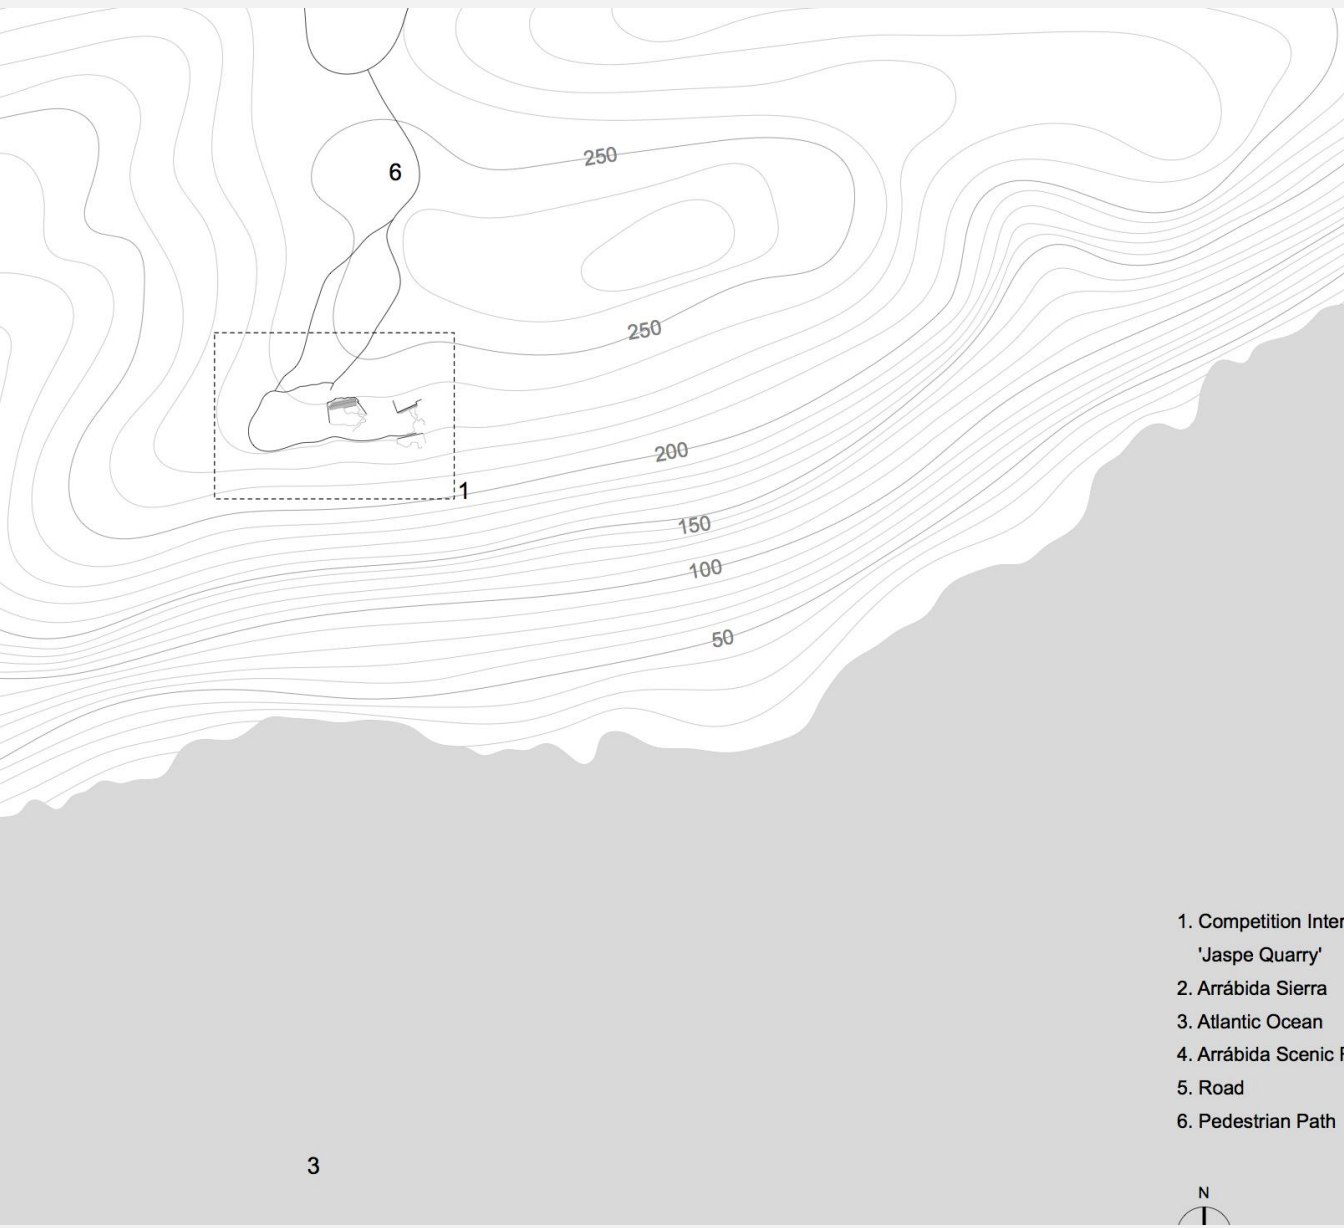 6
250
250
200
1
150
100
50
1. Competition
'Jaspe Quarry'
2. Arrábida Sierra
3. Atlantic Ocean
4. Arrábida Scenic
5. Road
6. Pedestrian Path
3
N